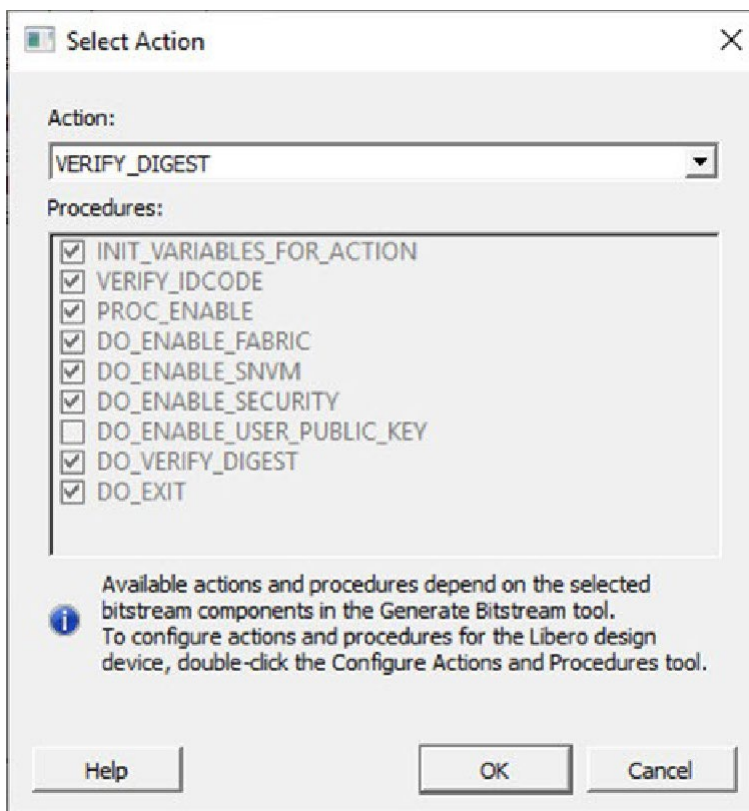 Select Action
Action:
VERIFY_DIGEST
Procedures:
INIT_VARIABLES_FOR_ACTION
VERIFY_IDCODE
PROC_ENABLE
DO_ENABLE_FABRIC
DO_ENABLE_SNVM
DO_ENABLE_SECURITY
DO_ENABLE_USER_PUBLIC_KEY
DO_VERIFY_DIGEST
DO_EXIT
Available actions and procedures depend on the selected
bitstream components in the Generate Bitstream tool.
To configure actions and procedures for the Libero design
device, double-click the Configure Actions and Procedures tool.
Help OK Cancel